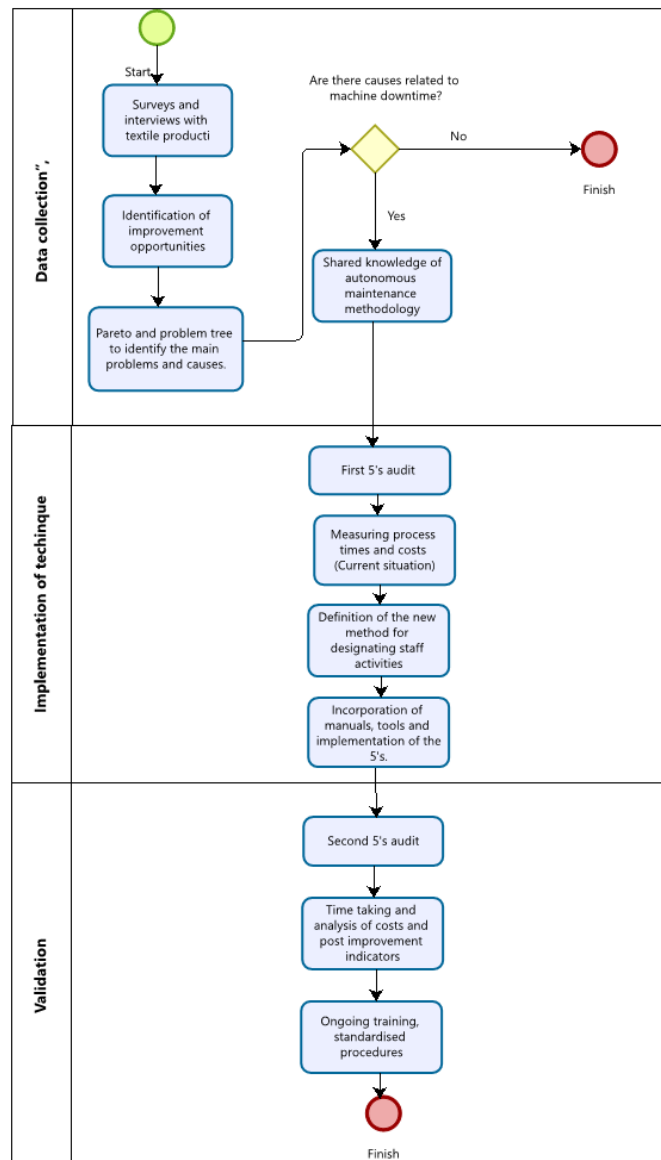 Data collection”,
Start
Surveys and
interviews with
textile producti
Identification of
improvement
opportunities
Pareto and problem tree
to identify the main
problems and causes.
Are there causes related to
machine downtime?
No
Finish
Yes
Shared knowledge of
autonomous
maintenance
methodology
Implementation of techinque
First 5's audit
Measuring process
times and costs
(Current situation)
Definition of the new
method for
designating staff
activities
Incorporation of
manuals, tools and
implementation of the
5's.
Validation
Second 5's audit
Time taking and
analysis of costs and
post improvement
indicators
Ongoing training,
standardised
procedures
Finish